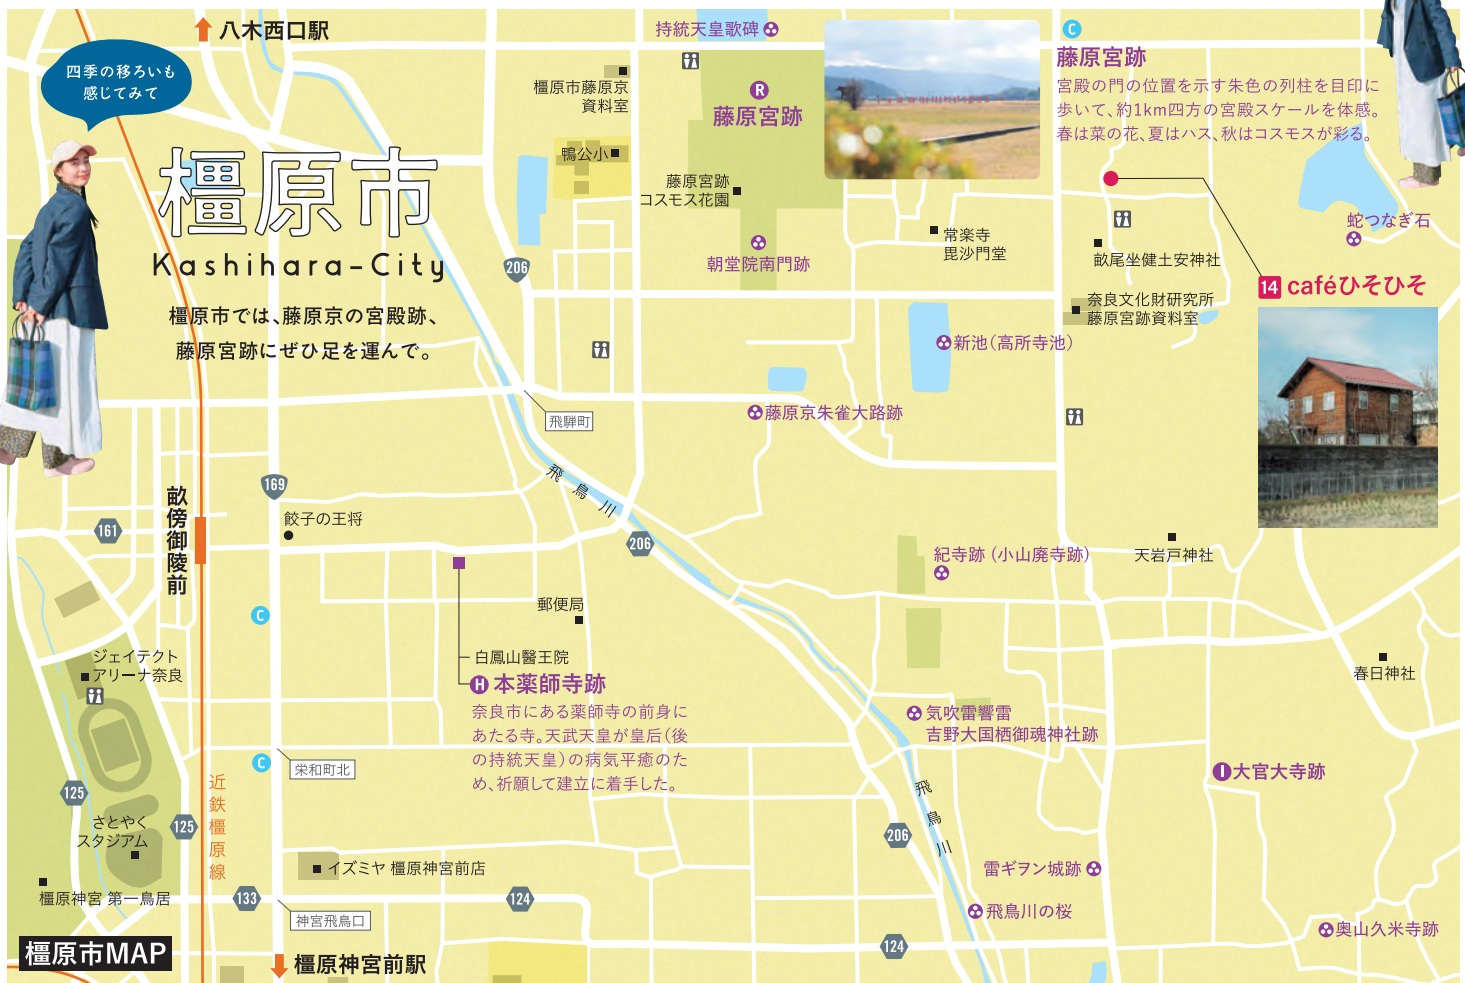 八木西口駅
四季の移ろいも
感じてみて
橿原市
Kashihara-City
橿原市では、藤原京の宮殿跡、
藤原宮跡にぜひ足を運んで。
持統天皇歌碑
橿原市藤原京
資料室
鴨公小
R
藤原宮跡
藤原宮跡
コスモス花園
朝堂院南門跡
C
藤原宮跡
宮殿の門の位置を示す朱色の列柱を目印に
歩いて、約1km四方の宮殿スケールを体感。
春は菜の花、夏はハス、秋はコスモスが彩る。
常楽寺
毘沙門堂
畝尾坐健土安神社
蛇つなぎ石
14 caféひそひそ
奈良文化財研究所
藤原宮跡資料室
206
新池(高所寺池)
藤原京朱雀大路跡
飛騨町
飛鳥川
169
餃子の王将
161
畝傍御陵前
206
紀寺跡(小山廃寺跡)
天岩戸神社
C
郵便局
白鳳山醫王院
H 本薬師寺跡
奈良市にある薬師寺の前身に
あたる寺。天武天皇が皇后(後
の持統天皇)の病気平癒のた
め、祈願して建立に着手した。
ジェイテクト
アリーナ奈良
春日神社
気吹雷響雷
吉野大国栖御魂神社跡
I 大官大寺跡
C
栄和町北
近鉄橿原線
125
125
さとやく
スタジアム
飛鳥川
206
イズミヤ 橿原神宮前店
雷ギヲン城跡
橿原神宮 第一鳥居
133
124
飛鳥川の桜
神宮飛鳥口
奥山久米寺跡
124
橿原市MAP
橿原神宮前駅